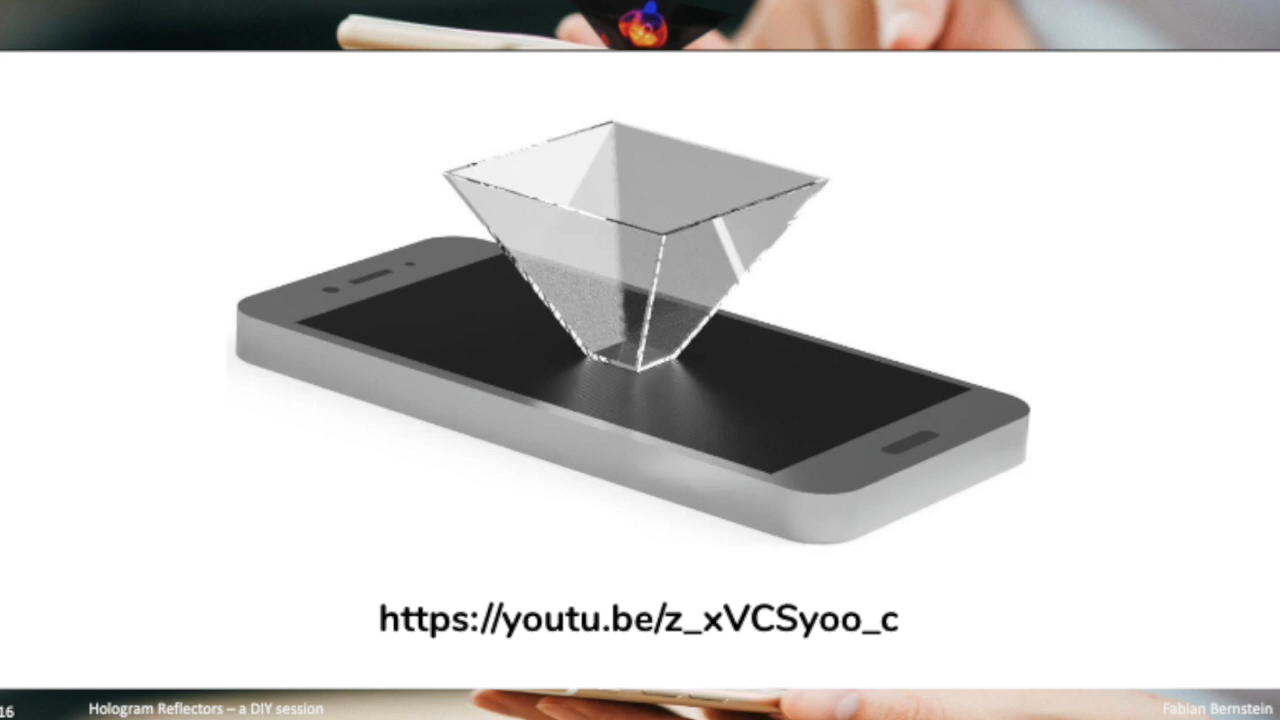 https://youtu.be/z_xVCSyoo_c
16
Hologram Reflectors – a DIY session
Fabian Bernstein